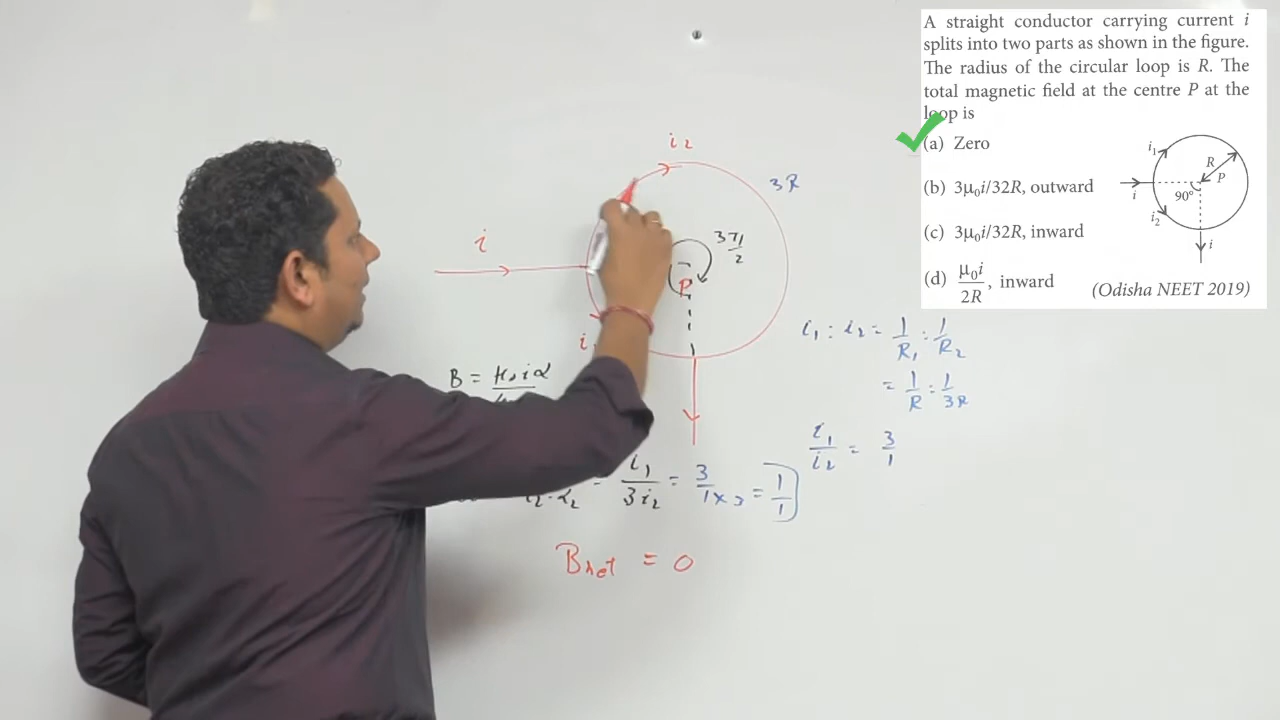 A straight conductor carrying current i
splits into two parts as shown in the figure.
The radius of the circular loop is R. The
total magnetic field at the centre P at the
loop is
(a) Zero
(b) 3μ₀i/32R, outward
(c) 3μ₀i/32R, inward
(d) μ₀i/2R, inward
(Odisha NEET 2019)
i₁
R
P
i
90°
i₂
i
i₂
3R
i
3π/2
P
i
i₁ : i₂ = 1/R₁ : 1/R₂
= 1/R : 1/3R
i₁/i₂ = 3/1
B = μ₀iα
i₂·α₂ = i₁/3i₂ = 3/1×3 = 1/1
Bnet = 0